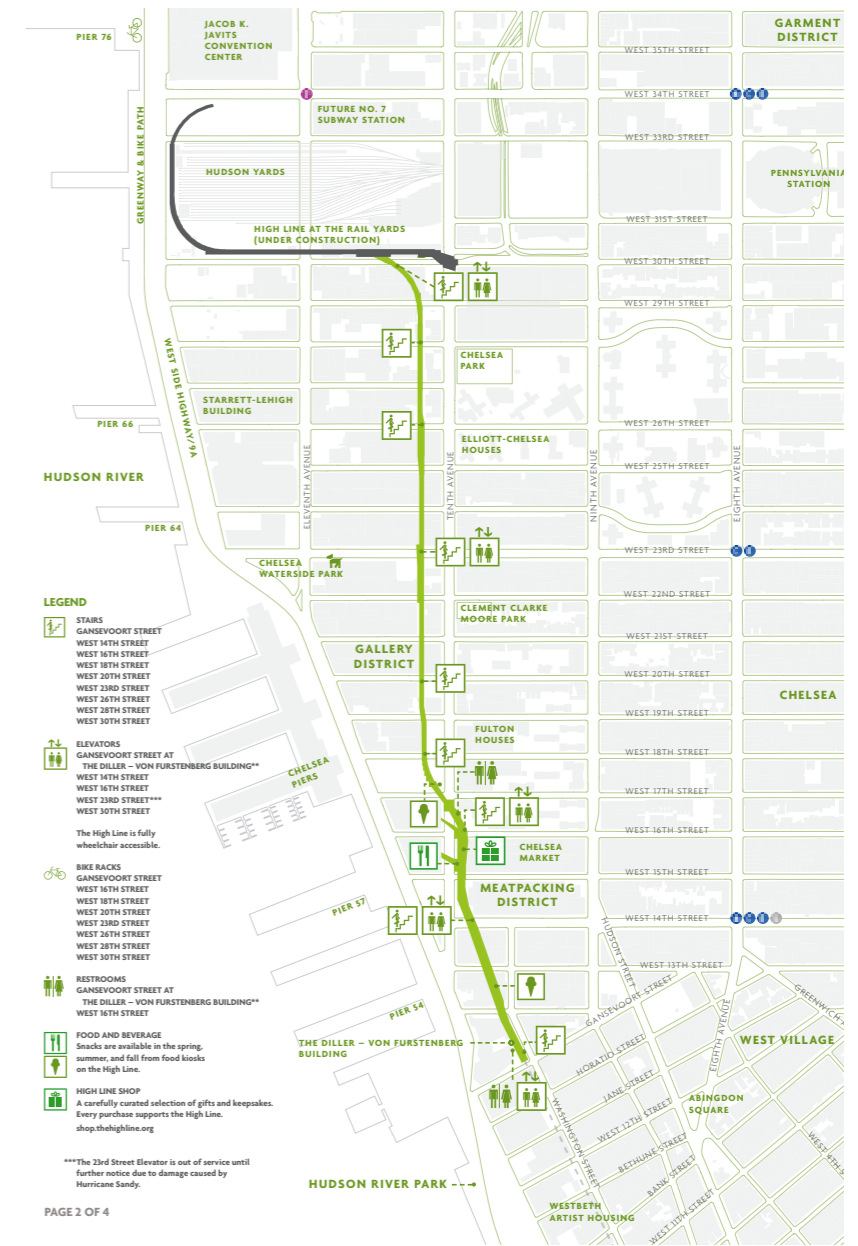 JACOB K.
JAVITS
CONVENTION
CENTER
GARMENT
DISTRICT
PIER 76
WEST 35TH STREET
WEST 34TH STREET
FUTURE NO. 7
SUBWAY STATION
WEST 33RD STREET
GREENWAY & BIKE PATH
HUDSON YARDS
PENNSYLVANIA
STATION
WEST 31ST STREET
HIGH LINE AT THE RAIL YARDS
(UNDER CONSTRUCTION)
WEST 30TH STREET
WEST 29TH STREET
WEST SIDE HIGHWAY/9A
CHELSEA
PARK
STARRETT-LEHIGH
BUILDING
PIER 66
WEST 26TH STREET
ELLIOTT-CHELSEA
HOUSES
WEST 25TH STREET
HUDSON RIVER
ELEVENTH AVENUE
TENTH AVENUE
NINTH AVENUE
EIGHTH AVENUE
PIER 64
WEST 23RD STREET
CHELSEA
WATERSIDE PARK
WEST 22ND STREET
CLEMENT CLARKE
MOORE PARK
WEST 21ST STREET
GALLERY
DISTRICT
WEST 20TH STREET
CHELSEA
WEST 19TH STREET
FULTON
HOUSES
WEST 18TH STREET
CHELSEA
PIERS
WEST 17TH STREET
WEST 16TH STREET
CHELSEA
MARKET
WEST 15TH STREET
MEATPACKING
DISTRICT
PIER 57
WEST 14TH STREET
HUDSON STREET
WEST 13TH STREET
GANSEVOORT STREET
GREENWICH
PIER 54
THE DILLER – VON FURSTENBERG
BUILDING
HORATIO STREET
EIGHTH AVENUE
WEST VILLAGE
JANE STREET
ABINGDON
SQUARE
WASHINGTON STREET
WEST 12TH STREET
BETHUNE STREET
BANK STREET
WEST 4TH
WEST 11TH STREET
HUDSON RIVER PARK
WESTBETH
ARTIST HOUSING
LEGEND
STAIRS
GANSEVOORT STREET
WEST 14TH STREET
WEST 16TH STREET
WEST 18TH STREET
WEST 20TH STREET
WEST 23RD STREET
WEST 26TH STREET
WEST 28TH STREET
WEST 30TH STREET
ELEVATORS
GANSEVOORT STREET AT
THE DILLER – VON FURSTENBERG BUILDING**
WEST 14TH STREET
WEST 16TH STREET
WEST 23RD STREET***
WEST 30TH STREET
The High Line is fully
wheelchair accessible.
BIKE RACKS
GANSEVOORT STREET
WEST 16TH STREET
WEST 18TH STREET
WEST 20TH STREET
WEST 23RD STREET
WEST 26TH STREET
WEST 28TH STREET
WEST 30TH STREET
RESTROOMS
GANSEVOORT STREET AT
THE DILLER – VON FURSTENBERG BUILDING**
WEST 16TH STREET
FOOD AND BEVERAGE
Snacks are available in the spring,
summer, and fall from food kiosks
on the High Line.
HIGH LINE SHOP
A carefully curated selection of gifts and keepsakes.
Every purchase supports the High Line.
shop.thehighline.org
***The 23rd Street Elevator is out of service until
further notice due to damage caused by
Hurricane Sandy.
PAGE 2 OF 4